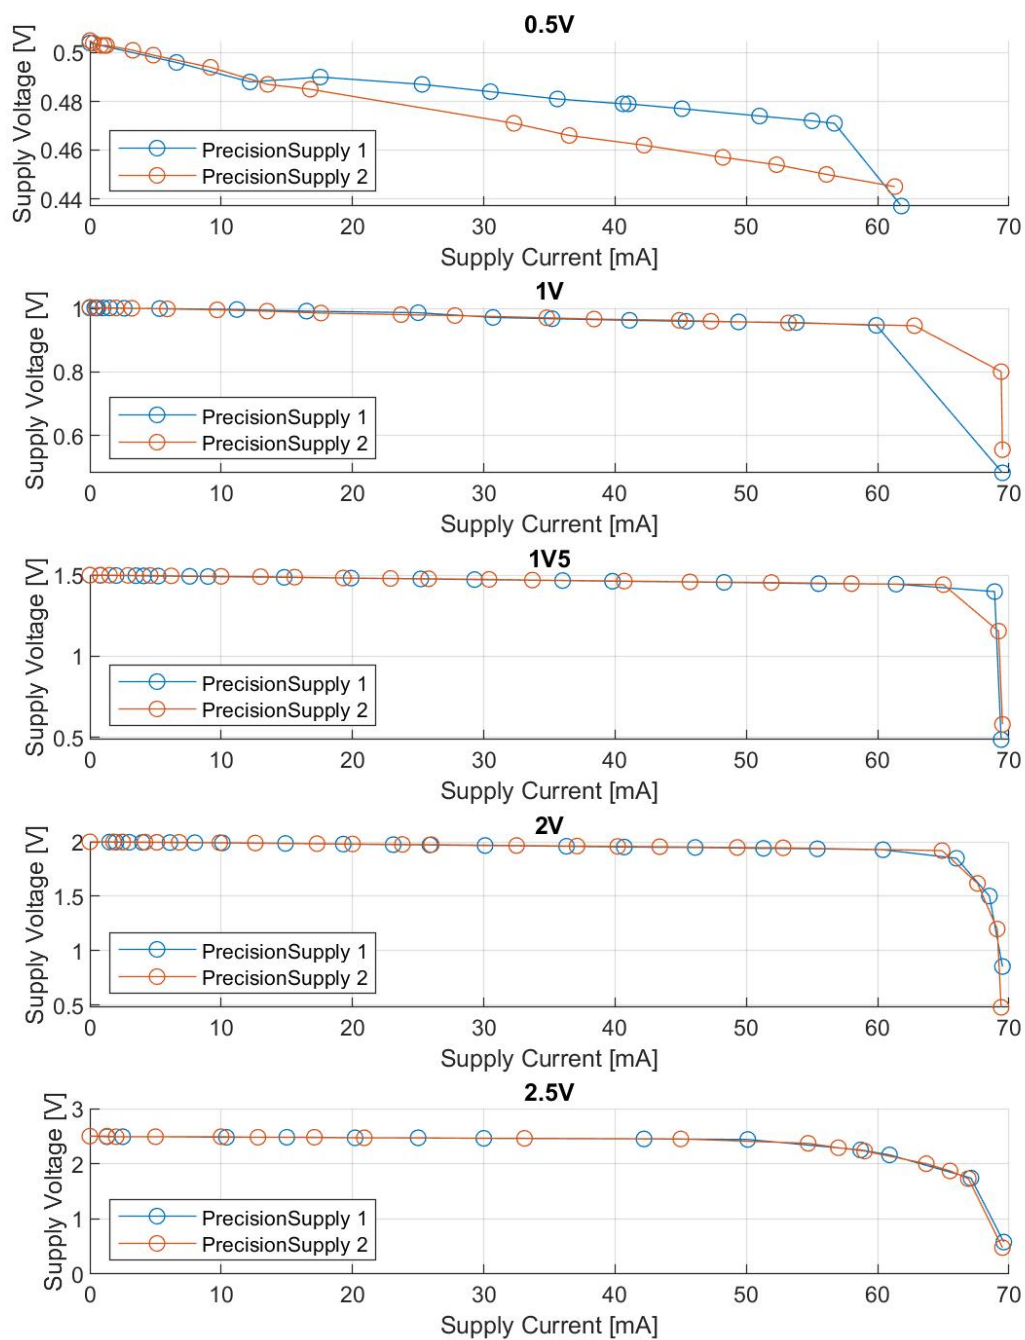 0.5V
Supply Voltage [V]
0.5
0.48
0.46
0.44
PrecisionSupply 1
PrecisionSupply 2
0 10 20 30 40 50 60 70
Supply Current [mA]
1V
Supply Voltage [V]
1
0.8
0.6
PrecisionSupply 1
PrecisionSupply 2
0 10 20 30 40 50 60 70
Supply Current [mA]
1V5
Supply Voltage [V]
1.5
1
0.5
PrecisionSupply 1
PrecisionSupply 2
0 10 20 30 40 50 60 70
Supply Current [mA]
2V
Supply Voltage [V]
2
1.5
1
0.5
PrecisionSupply 1
PrecisionSupply 2
0 10 20 30 40 50 60 70
Supply Current [mA]
2.5V
Supply Voltage [V]
3
2
1
0
PrecisionSupply 1
PrecisionSupply 2
0 10 20 30 40 50 60 70
Supply Current [mA]